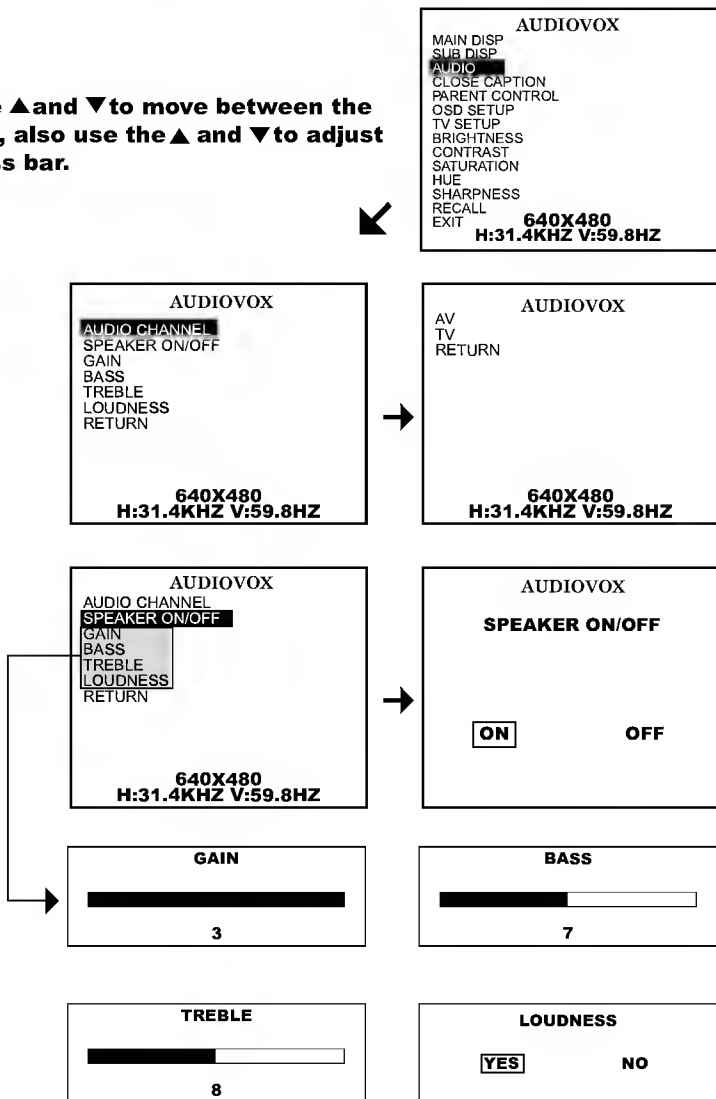 AUDIOVOX
MAIN DISP
SUB DISP
AUDIO
CLOSE CAPTION
PARENT CONTROL
OSD SETUP
TV SETUP
BRIGHTNESS
CONTRAST
SATURATION
HUE
SHARPNESS
RECALL
EXIT
640X480
H:31.4KHZ V:59.8HZ
▲and ▼to move between the
, also use the▲ and ▼to adjust
bar.
AUDIOVOX
AUDIO CHANNEL
SPEAKER ON/OFF
GAIN
BASS
TREBLE
LOUDNESS
RETURN
640X480
H:31.4KHZ V:59.8HZ
AUDIOVOX
AV
TV
RETURN
640X480
H:31.4KHZ V:59.8HZ
AUDIOVOX
AUDIO CHANNEL
SPEAKER ON/OFF
GAIN
BASS
TREBLE
LOUDNESS
RETURN
640X480
H:31.4KHZ V:59.8HZ
AUDIOVOX
SPEAKER ON/OFF
ON OFF
GAIN
3
BASS
7
TREBLE
8
LOUDNESS
YES NO